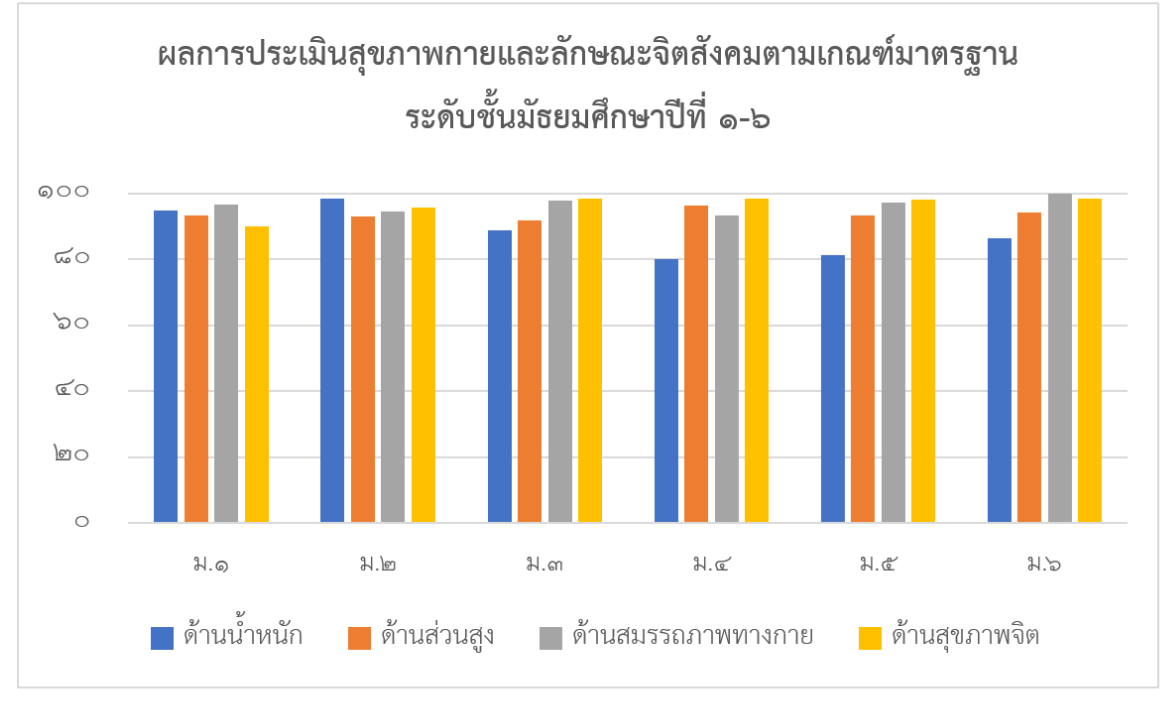 ผลการประเมินสุขภาพกายและลักษณะจิตสังคมตามเกณฑ์มาตรฐาน
ระดับชั้นมัธยมศึกษาปีที่ ๑-๖
๑๐๐
๘๐
๖๐
๔๐
๒๐
๐
ม.๑ ม.๒ ม.๓ ม.๔ ม.๕ ม.๖
ด้านน้ำหนัก ด้านส่วนสูง ด้านสมรรถภาพทางกาย ด้านสุขภาพจิต